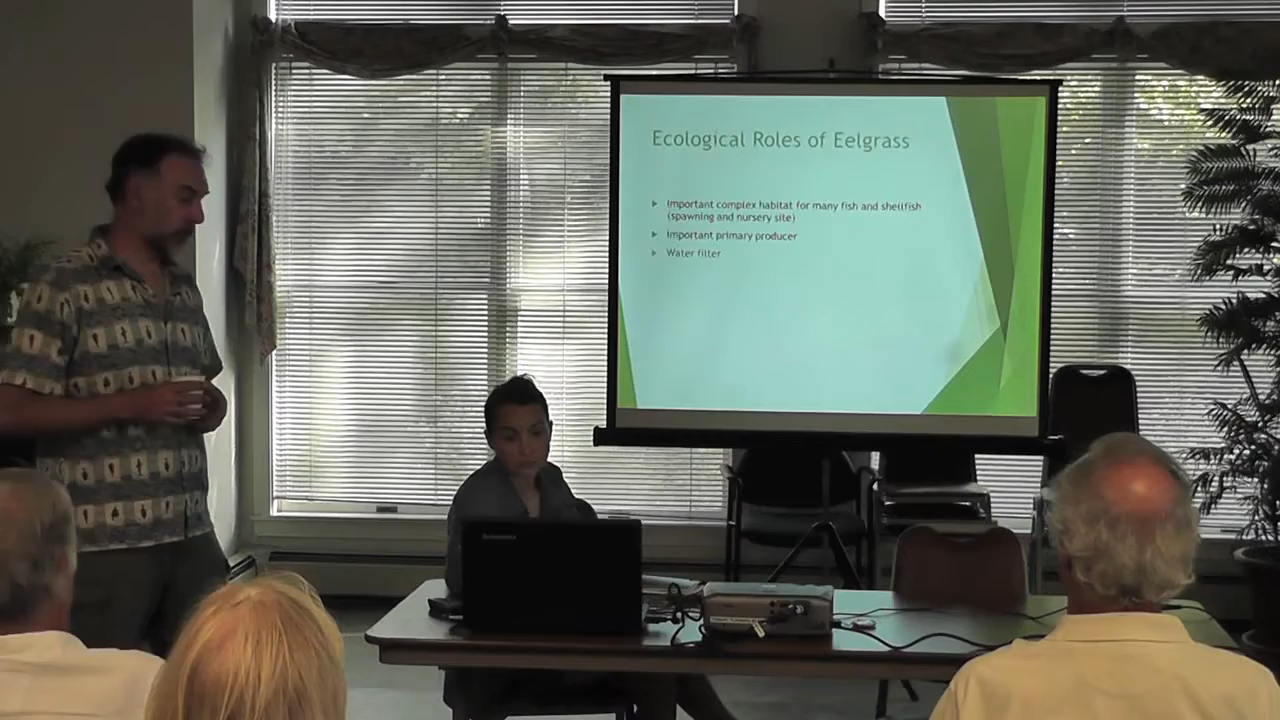 Ecological Roles of Eelgrass
Important complex habitat for many fish and shellfish
(spawning and nursery site)
Important primary producer
Water filter